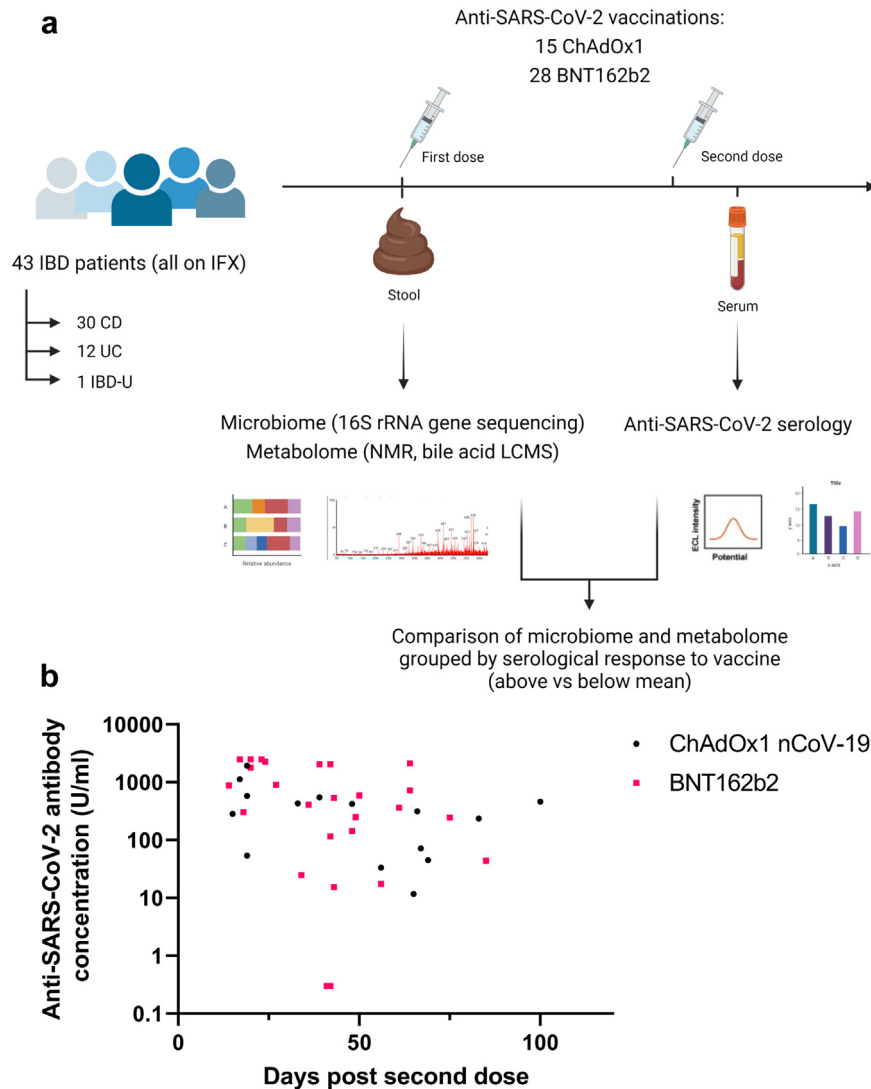 a
Anti-SARS-CoV-2 vaccinations:
15 ChAdOx1
28 BNT162b2
First dose
Second dose
43 IBD patients (all on IFX)
30 CD
12 UC
1 IBD-U
Stool
Serum
Microbiome (16S rRNA gene sequencing)
Metabolome (NMR, bile acid LCMS)
Anti-SARS-CoV-2 serology
A
B
C
Relative abundance
ECL intensity
Potential
Title
y axis
A B C D
x axis
Comparison of microbiome and metabolome
grouped by serological response to vaccine
(above vs below mean)
b
Anti-SARS-CoV-2 antibody
concentration (U/ml)
10000
1000
100
10
1
0.1
0
50
100
Days post second dose
ChAdOx1 nCoV-19
BNT162b2